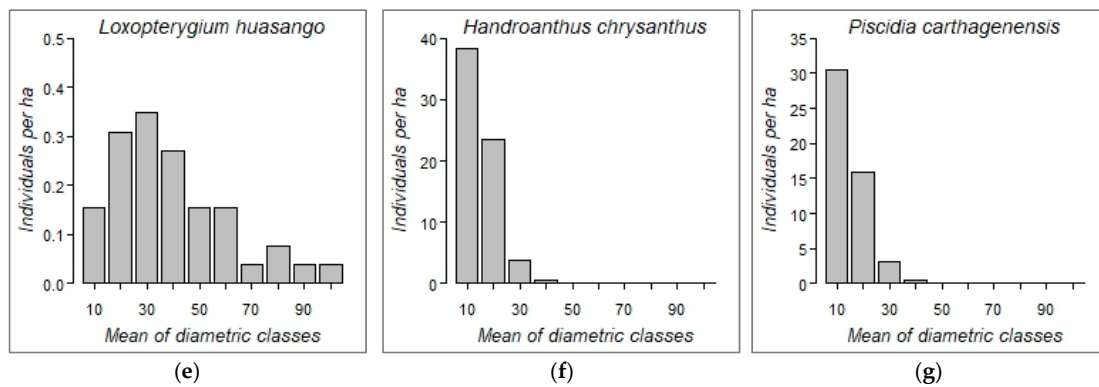 Loxopterygium huasango
0.5
0.4
0.3
0.2
0.1
0.0
Individuals per ha
10 30 50 70 90
Mean of diametric classes
(e)
Handroanthus chrysanthus
40
30
20
10
0
Individuals per ha
10 30 50 70 90
Mean of diametric classes
(f)
Piscidia carthagenensis
35
30
25
20
15
10
5
0
Individuals per ha
10 30 50 70 90
Mean of diametric classes
(g)